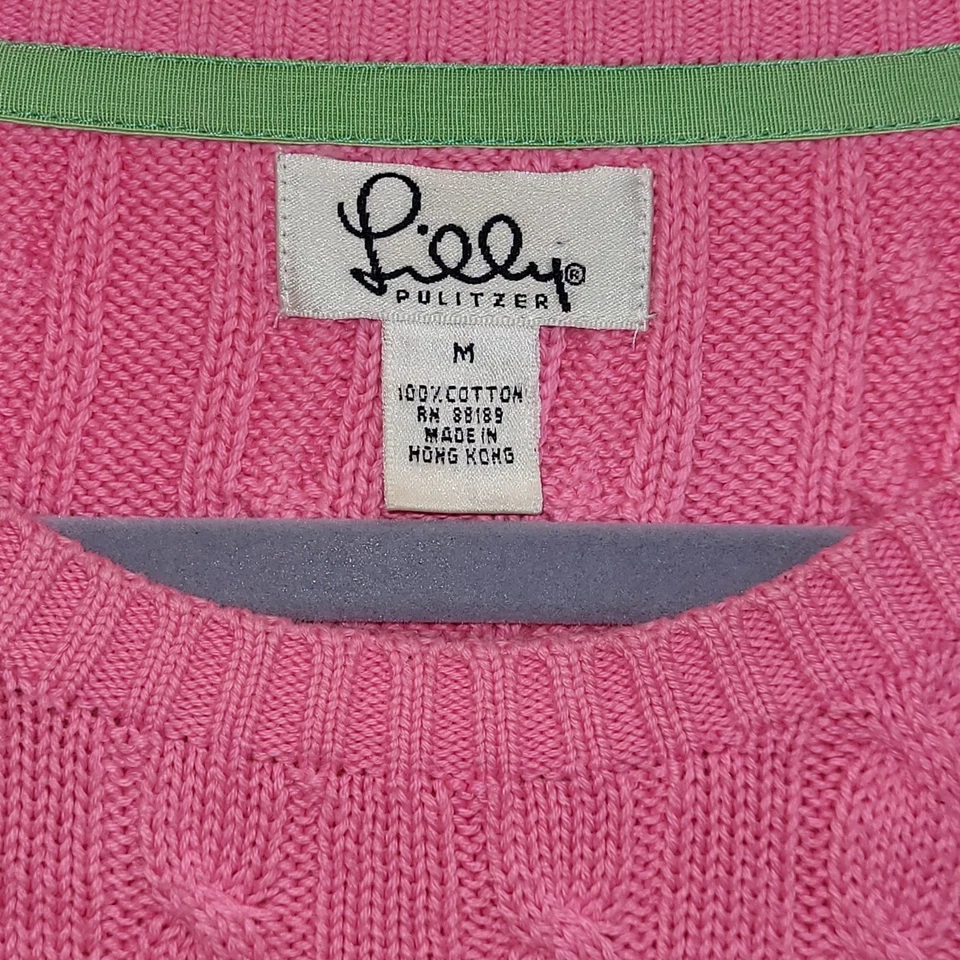 Lilly®
PULITZER
M
100% COTTON
RN 88189
MADE IN
HONG KONG